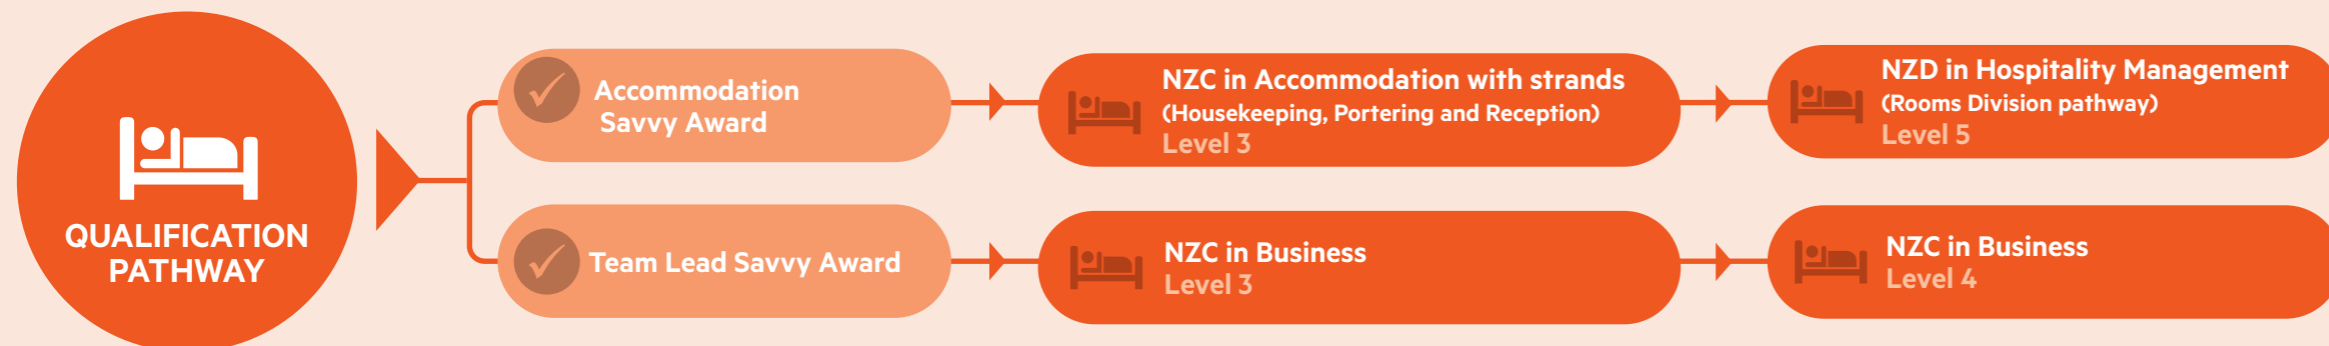 QUALIFICATION
PATHWAY
Accommodation
Savvy Award
NZC in Accommodation with strands
(Housekeeping, Portering and Reception)
Level 3
NZD in Hospitality Management
(Rooms Division pathway)
Level 5
Team Lead Savvy Award
NZC in Business
Level 3
NZC in Business
Level 4